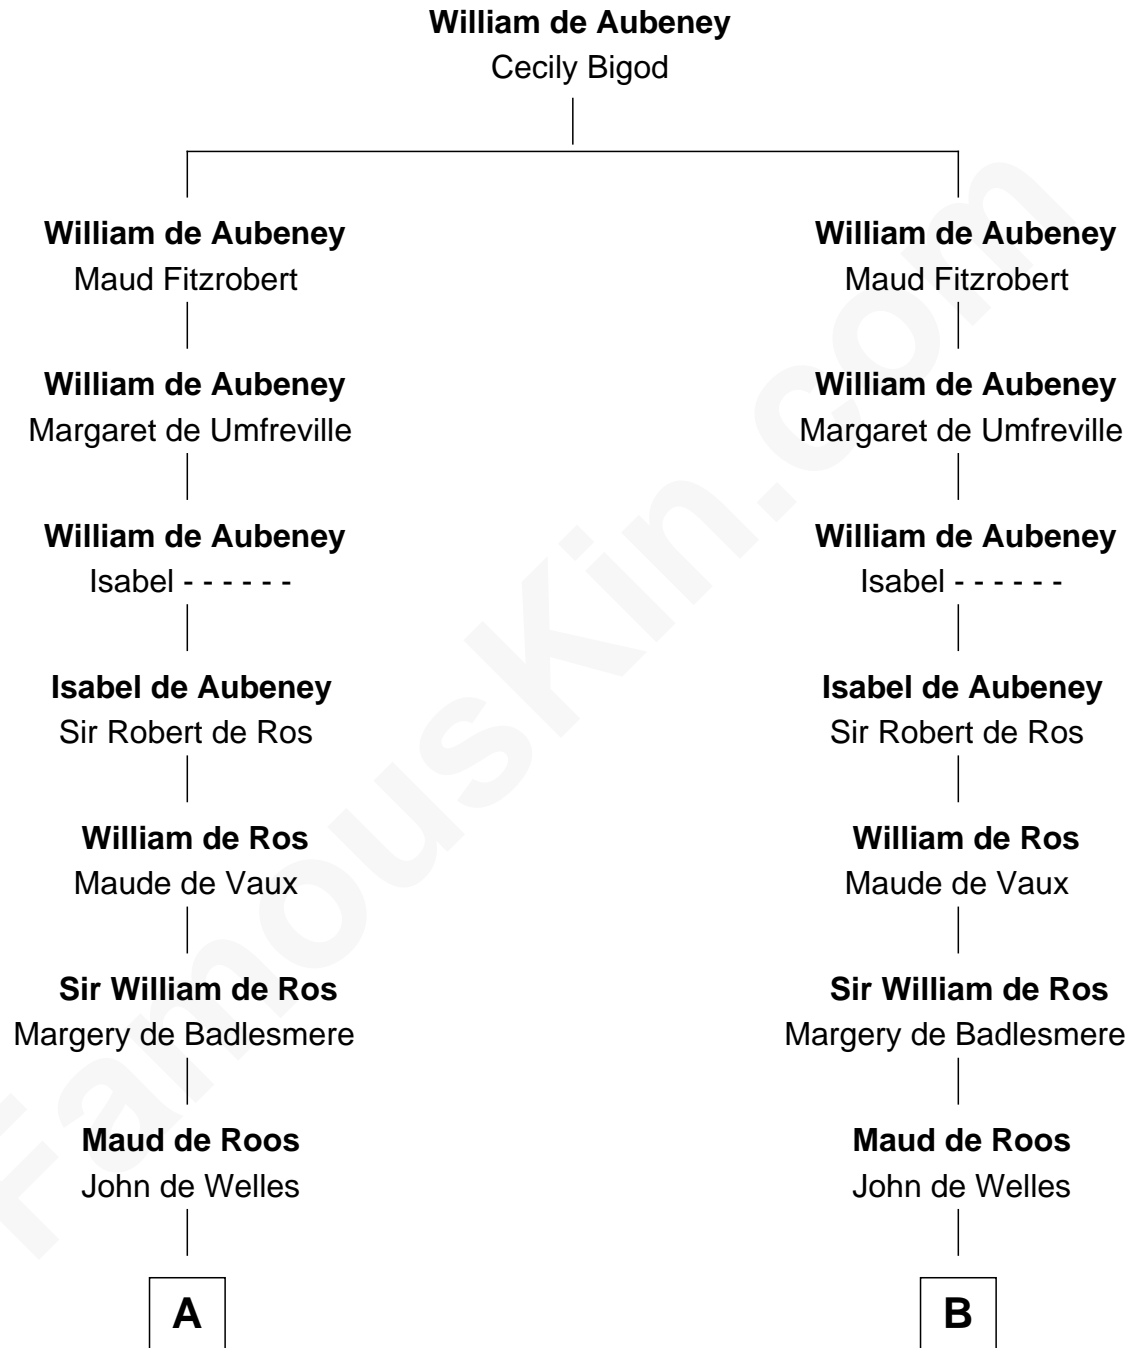 William de Aubeney
Cecily Bigod
William de Aubeney
Maud Fitzrobert
William de Aubeney
Margaret de Umfreville
William de Aubeney
Isabel - - - - - -
Isabel de Aubeney
Sir Robert de Ros
William de Ros
Maude de Vaux
Sir William de Ros
Margery de Badlesmere
Maud de Roos
John de Welles
A
William de Aubeney
Maud Fitzrobert
William de Aubeney
Margaret de Umfreville
William de Aubeney
Isabel - - - - - -
Isabel de Aubeney
Sir Robert de Ros
William de Ros
Maude de Vaux
Sir William de Ros
Margery de Badlesmere
Maud de Roos
John de Welles
B
FamousKin.com